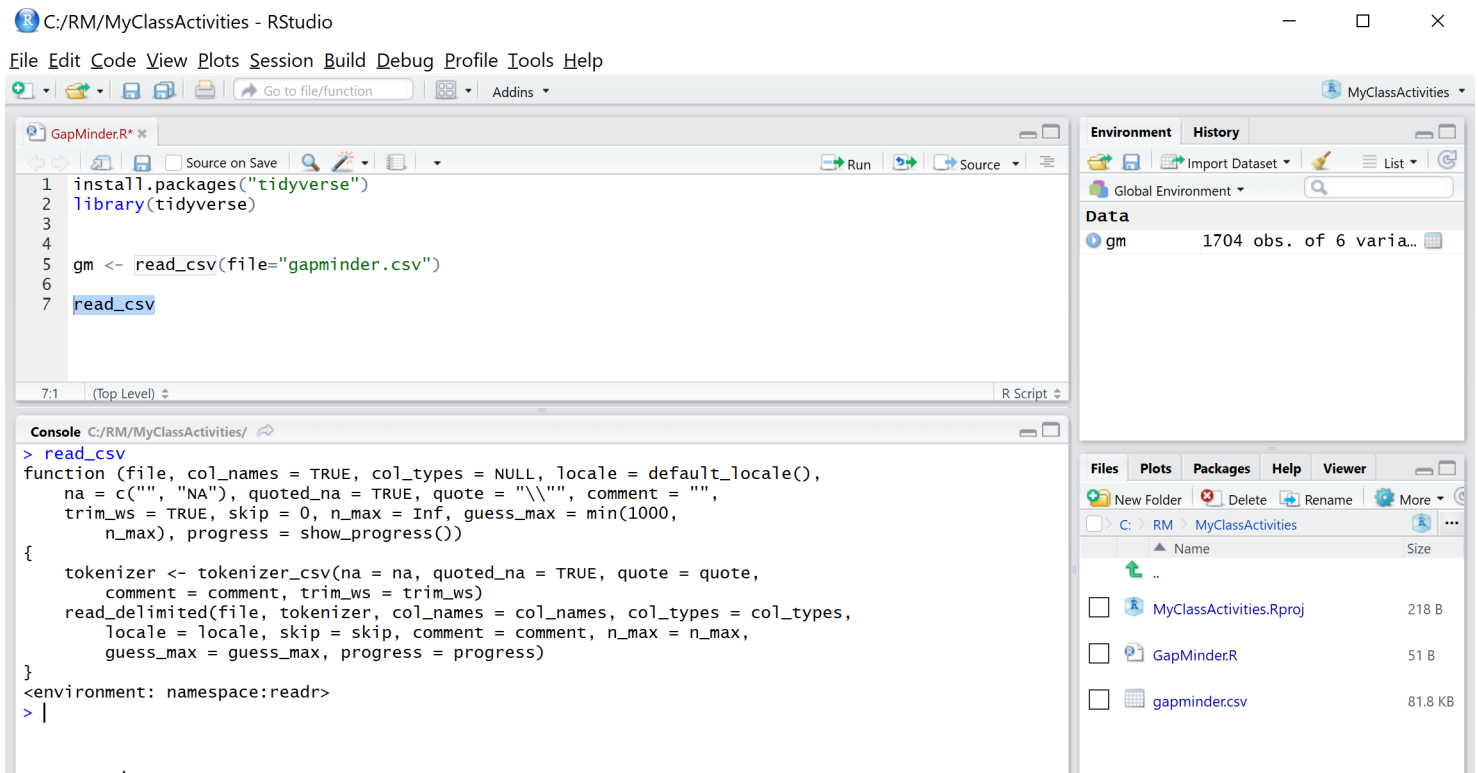 C:/RM/MyClassActivities - RStudio
File Edit Code View Plots Session Build Debug Profile Tools Help
Go to file/function
Addins
MyClassActivities
GapMinder.R*
Source on Save
Run
Source
1 install.packages("tidyverse")
2 library(tidyverse)
3
4
5 gm <- read_csv(file="gapminder.csv")
6
7 read_csv
7:1
(Top Level)
R Script
Console C:/RM/MyClassActivities/
> read_csv
function (file, col_names = TRUE, col_types = NULL, locale = default_locale(),
    na = c("", "NA"), quoted_na = TRUE, quote = "\\"", comment = "",
    trim_ws = TRUE, skip = 0, n_max = Inf, guess_max = min(1000,
        n_max), progress = show_progress())
{
    tokenizer <- tokenizer_csv(na = na, quoted_na = TRUE, quote = quote,
        comment = comment, trim_ws = trim_ws)
    read_delimited(file, tokenizer, col_names = col_names, col_types = col_types,
        locale = locale, skip = skip, comment = comment, n_max = n_max,
        guess_max = guess_max, progress = progress)
}
<environment: namespace:readr>
>
Environment History
Import Dataset
List
Global Environment
Data
gm 1704 obs. of 6 varia…
Files Plots Packages Help Viewer
New Folder Delete Rename More
C: RM MyClassActivities
Name Size
..
MyClassActivities.Rproj 218 B
GapMinder.R 51 B
gapminder.csv 81.8 KB